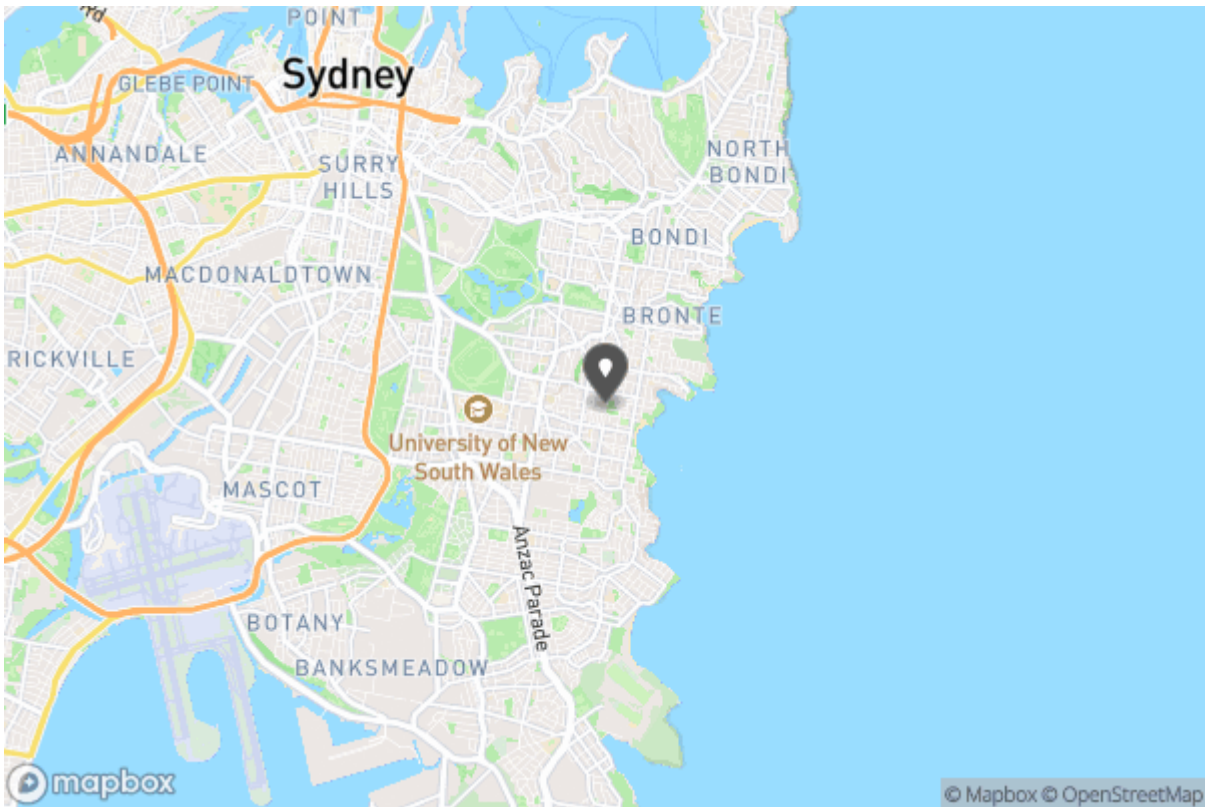 Rd
POINT
Sydney
GLEBE POINT
ANNANDALE
SURRY
HILLS
NORTH
BONDI
BONDI
MACDONALDTOWN
BRONTE
RICKVILLE
University of New
South Wales
MASCOT
Anzac Parade
BOTANY
BANKSMEADOW
mapbox
© Mapbox © OpenStreetMap